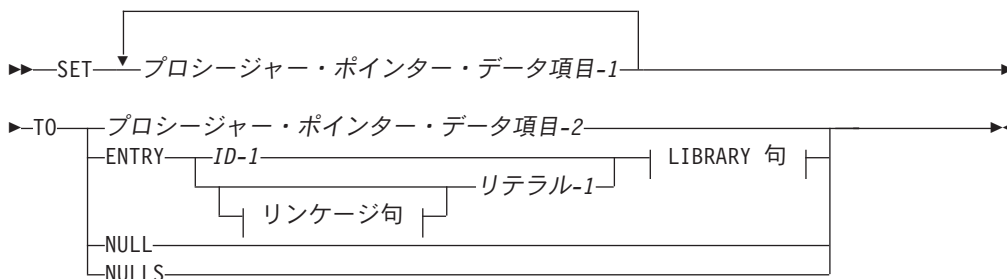 SET プロシージャー・ポインター・データ項目-1
TO プロシージャー・ポインター・データ項目-2
ENTRY ID-1 LIBRARY 句
リテラル-1
リンケージ句
NULL
NULLS